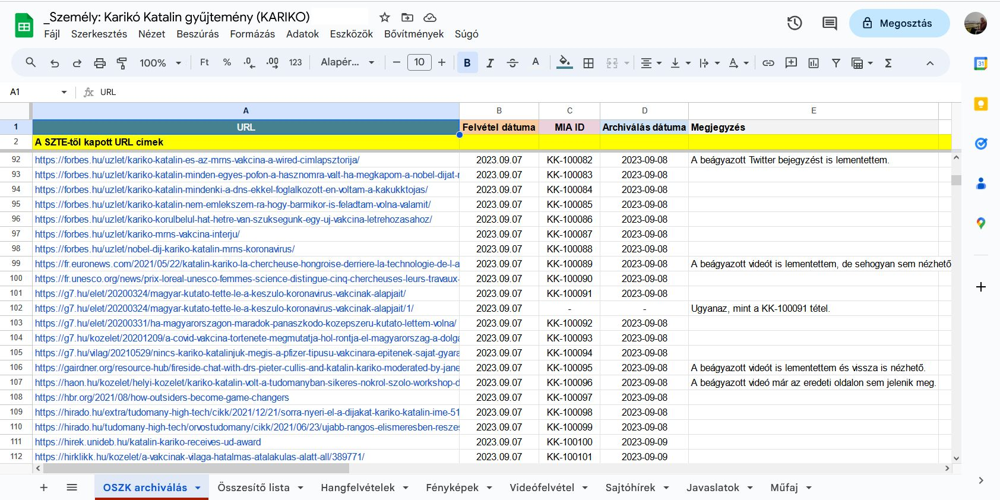 _Személy: Karikó Katalin gyűjtemény (KARIKO)
Fájl Szerkesztés Nézet Beszúrás Formázás Adatok Eszközök Bővítmények Súgó
Megosztás
100% Ft % .0 .00 123 Alapér... 10 B I A A Σ
31
A1 URL
A B C D E
1 URL Felvétel dátuma MIA ID Archiválás dátuma Megjegyzés
2 A SZTE-től kapott URL címek
92 https://forbes.hu/uzlet/kariko-katalin-es-az-mrns-vakcina-a-wired-cimlapsztorija/ 2023.09.07 KK-100082 2023-09-08 A beágyazott Twitter bejegyzést is lementettem.
93 https://forbes.hu/uzlet/kariko-katalin-minden-egyes-pofon-a-hasznomra-valt-ha-megkapom-a-nobel-dijat-r 2023.09.07 KK-100083 2023-09-08
94 https://forbes.hu/uzlet/kariko-katalin-mindenki-a-dns-ekkel-foglalkozott-en-voltam-a-kakukktojas/ 2023.09.07 KK-100084 2023-09-08
95 https://forbes.hu/uzlet/kariko-katalin-nem-emlekszem-ra-hogy-barmikor-is-feladtam-volna-valamit/ 2023.09.07 KK-100085 2023-09-08
96 https://forbes.hu/uzlet/kariko-korulbelul-hat-hetre-van-szuksegunk-egy-uj-vakcina-letrehozasahoz/ 2023.09.07 KK-100086 2023-09-08
97 https://forbes.hu/uzlet/kariko-mrns-vakcina-interju/ 2023.09.07 KK-100087 2023-09-08
98 https://forbes.hu/uzlet/nobel-dij-kariko-katalin-mrns-koronavirus/ 2023.09.07 KK-100088 2023-09-08
99 https://fr.euronews.com/2021/05/22/katalin-kariko-la-chercheuse-hongroise-derriere-la-technologie-de-l-a 2023.09.07 KK-100089 2023-09-08 A beágyazott videót is lementettem, de sehogyan sem nézhető
100 https://fr.unesco.org/news/prix-loreal-unesco-femmes-science-distingue-cinq-chercheuses-leurs-travaux- 2023.09.07 KK-100090 2023-09-08
101 https://g7.hu/elet/20200324/magyar-kutato-tette-le-a-keszulo-koronavirus-vakcinak-alapjait/ 2023.09.07 KK-100091 2023-09-08
102 https://g7.hu/elet/20200324/magyar-kutato-tette-le-a-keszulo-koronavirus-vakcinak-alapjait/1/ 2023.09.07 - - Ugyanaz, mint a KK-100091 tétel.
103 https://g7.hu/elet/20200331/ha-magyarorszagon-maradok-panaszkodo-kozepszeru-kutato-lettem-volna/ 2023.09.07 KK-100092 2023-09-08
104 https://g7.hu/kozelet/20201209/a-covid-vakcina-tortenete-megmutatja-hol-rontja-el-magyarorszag-a-dolga 2023.09.07 KK-100093 2023-09-08
105 https://g7.hu/vilag/20210529/nincs-kariko-katalinjuk-megis-a-pfizer-tipusu-vakcinara-epitenek-sajat-gyara 2023.09.07 KK-100094 2023-09-08
106 https://gairdner.org/resource-hub/fireside-chat-with-drs-pieter-cullis-and-katalin-kariko-moderated-by-jane 2023.09.07 KK-100095 2023-09-08 A beágyazott videót is lementettem és vissza is nézhető.
107 https://haon.hu/kozelet/helyi-kozelet/kariko-katalin-volt-a-tudomanyban-sikeres-nokrol-szolo-workshop-d 2023.09.07 KK-100096 2023-09-08 A beágyazott videó már az eredeti oldalon sem jelenik meg.
108 https://hbr.org/2021/08/how-outsiders-become-game-changers 2023.09.07 KK-100097 2023-09-08
109 https://hirado.hu/extra/tudomany-high-tech/cikk/2021/12/21/sorra-nyeri-el-a-dijakat-kariko-katalin-ime-51 2023.09.07 KK-100098 2023-09-08
110 https://hirado.hu/tudomany-high-tech/orvostudomany/cikk/2021/06/23/ujabb-rangos-elismeresben-reszes 2023.09.07 KK-100099 2023-09-08
111 https://hirek.unideb.hu/katalin-kariko-receives-ud-award 2023.09.07 KK-100100 2023-09-09
112 https://hirklikk.hu/kozelet/a-vakcinak-vilaga-hatalmas-atalakulas-alatt-all/389771/ 2023.09.07 KK-100101 2023-09-09
OSZK archiválás Összesítő lista Hangfelvételek Fényképek Videófelvétel Sajtóhírek Javaslatok Műfaj